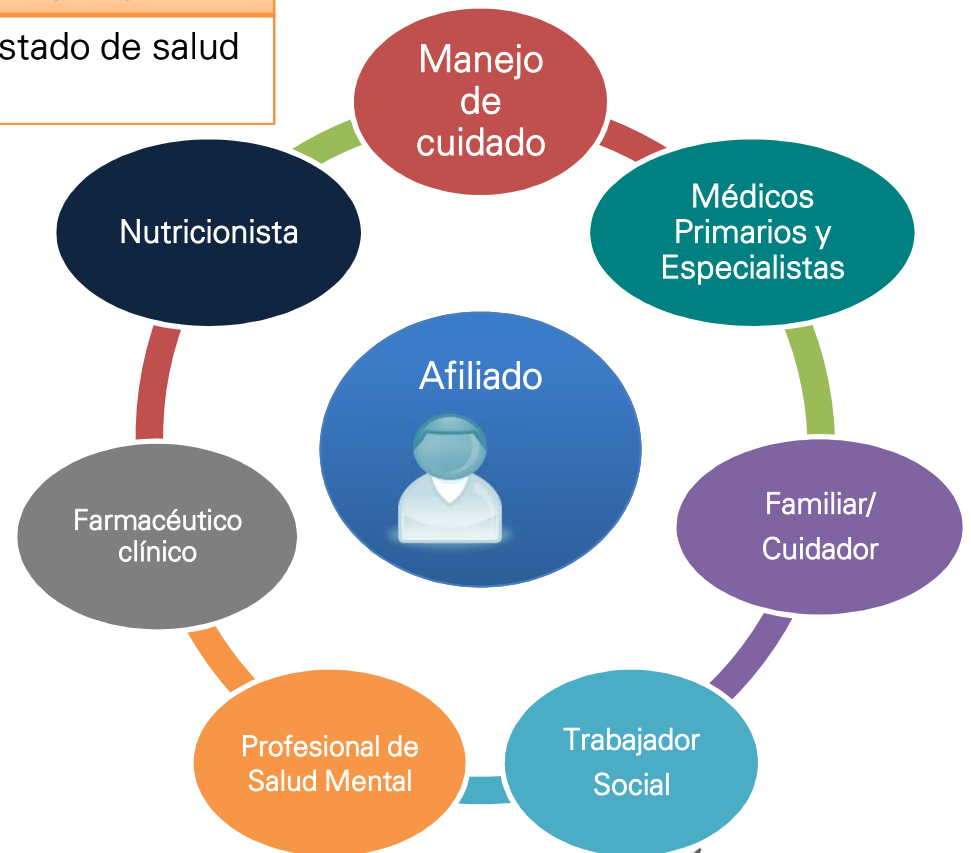 stado de salud
Manejo
de
cuidado
Médicos
Primarios y
Especialistas
Nutricionista
Afiliado
Familiar/
Cuidador
Farmacéutico
clínico
Trabajador
Social
Profesional de
Salud Mental